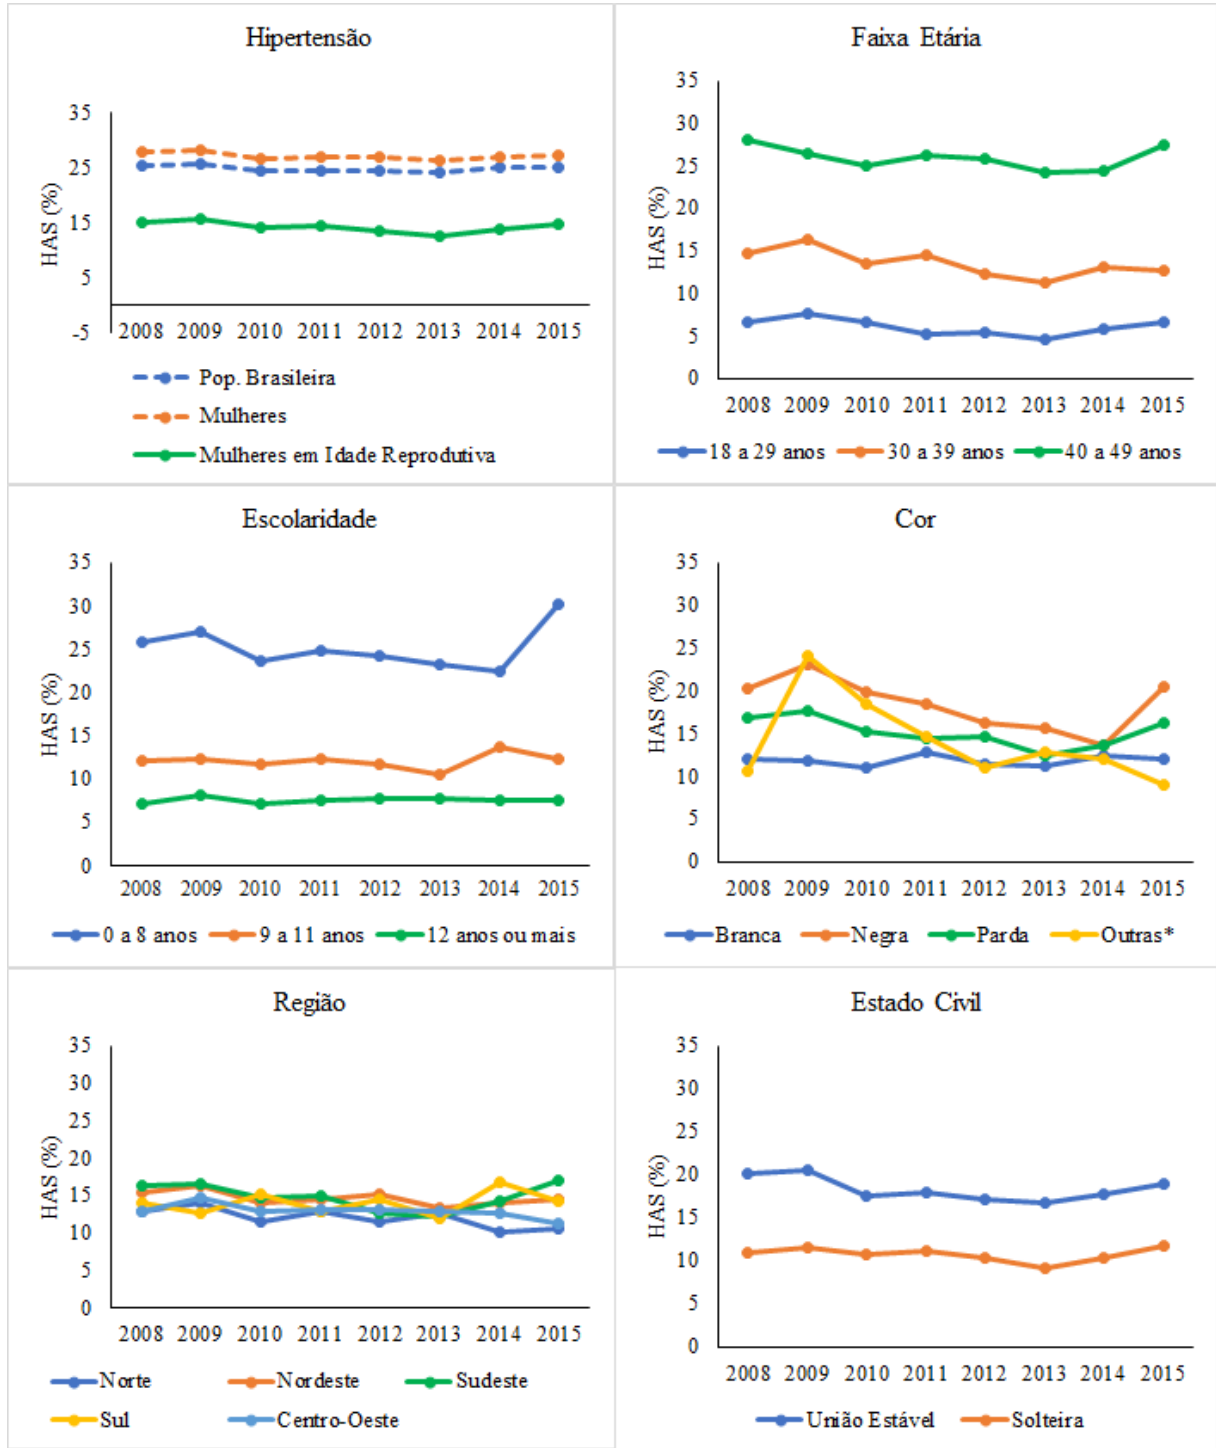 Hipertensão
35
25
15
5
-5
HAS (%)
2008 2009 2010 2011 2012 2013 2014 2015
Pop. Brasileira
Mulheres
Mulheres em Idade Reprodutiva
Faixa Etária
35
30
25
20
15
10
5
0
HAS (%)
2008 2009 2010 2011 2012 2013 2014 2015
18 a 29 anos 30 a 39 anos 40 a 49 anos
Escolaridade
35
30
25
20
15
10
5
0
HAS (%)
2008 2009 2010 2011 2012 2013 2014 2015
0 a 8 anos 9 a 11 anos 12 anos ou mais
Cor
35
30
25
20
15
10
5
0
HAS (%)
2008 2009 2010 2011 2012 2013 2014 2015
Branca Negra Parda Outras*
Região
35
30
25
20
15
10
5
0
HAS (%)
2008 2009 2010 2011 2012 2013 2014 2015
Norte Nordeste Sudeste
Sul Centro-Oeste
Estado Civil
35
30
25
20
15
10
5
0
HAS (%)
2008 2009 2010 2011 2012 2013 2014 2015
União Estável Solteira